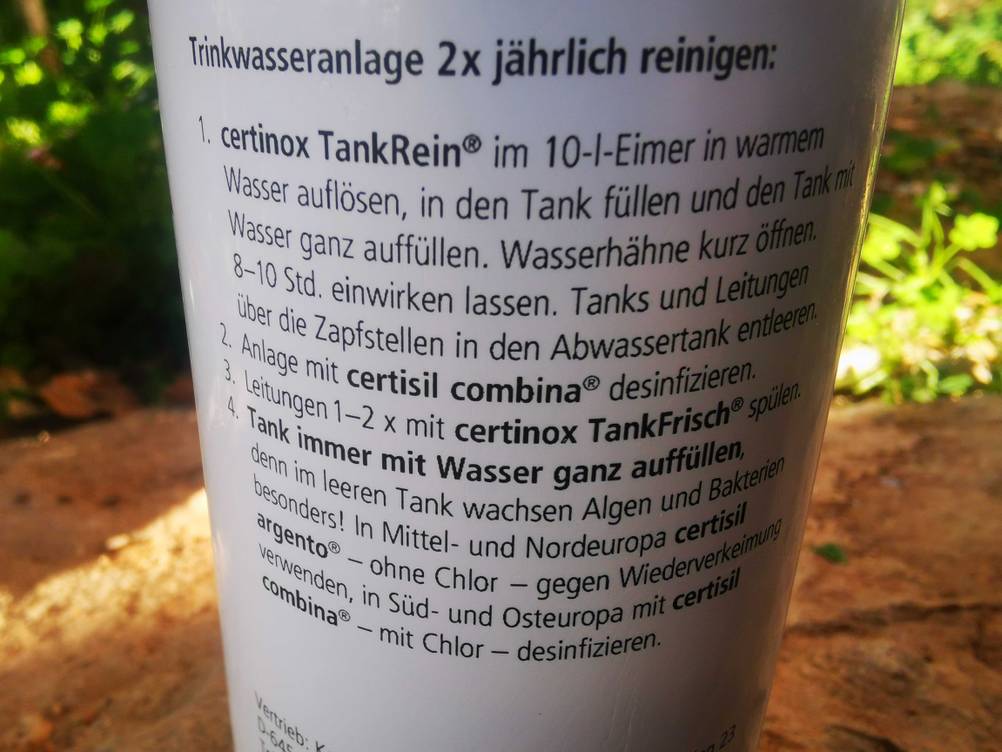 Trinkwasseranlage 2x jährlich reinigen:
1. certinox TankRein® im 10-l-Eimer in warmem
Wasser auflösen, in den Tank füllen und den Tank mit
Wasser ganz auffüllen. Wasserhähne kurz öffnen.
8–10 Std. einwirken lassen. Tanks und Leitungen
über die Zapfstellen in den Abwassertank entleeren.
2. Anlage mit certisil combina® desinfizieren.
3. Leitungen 1–2 x mit certinox TankFrisch® spülen.
4. Tank immer mit Wasser ganz auffüllen,
denn im leeren Tank wachsen Algen und Bakterien
besonders! In Mittel- und Nordeuropa certisil
argento® – ohne Chlor – gegen Wiederverkeimung
verwenden, in Süd- und Osteuropa mit certisil
combina® – mit Chlor – desinfizieren.
Vertrieb: K
D-645 23